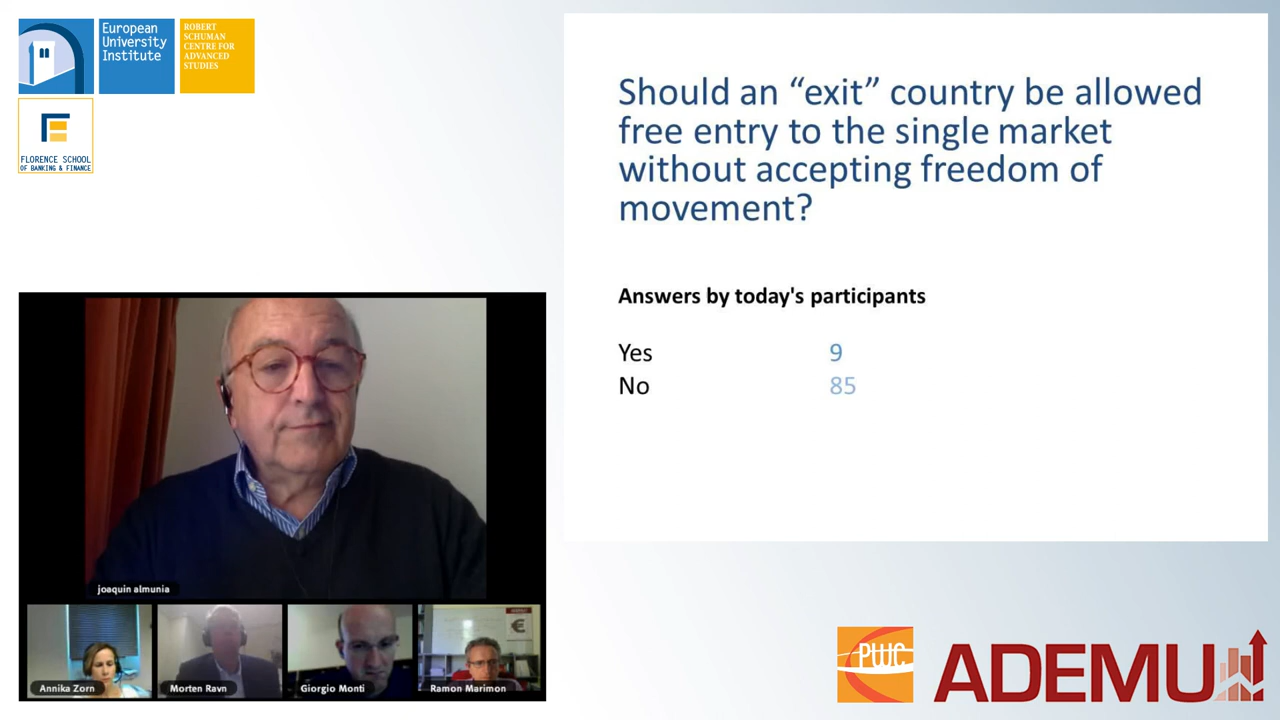 European
University
Institute
ROBERT
SCHUMAN
CENTRE FOR
ADVANCED
STUDIES
FLORENCE SCHOOL
OF BANKING & FINANCE
Should an “exit” country be allowed
free entry to the single market
without accepting freedom of
movement?
Answers by today's participants
Yes 9
No 85
joaquin almunia
Annika Zorn
Morten Ravn
Giorgio Monti
Ramon Marimon
PWC
ADEMU